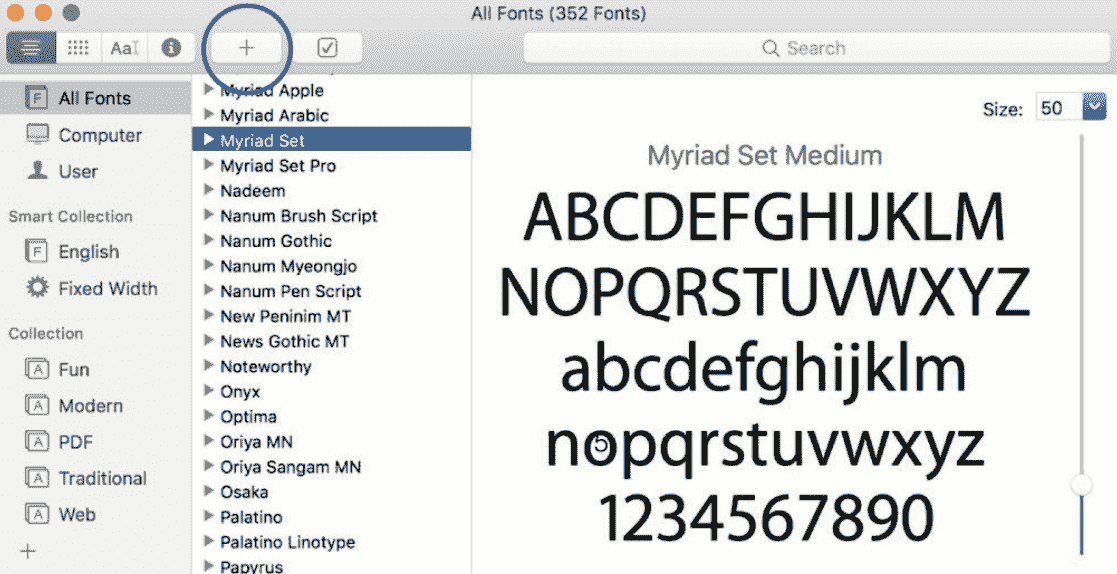 All Fonts (352 Fonts)
AaI
+
Search
All Fonts
Computer
User
Smart Collection
English
Fixed Width
Collection
Fun
Modern
PDF
Traditional
Web
+
Myriad Apple
Myriad Arabic
Myriad Set
Myriad Set Pro
Nadeem
Nanum Brush Script
Nanum Gothic
Nanum Myeongjo
Nanum Pen Script
New Peninim MT
News Gothic MT
Noteworthy
Onyx
Optima
Oriya MN
Oriya Sangam MN
Osaka
Palatino
Palatino Linotype
Papyrus
Size: 50
Myriad Set Medium
ABCDEFGHIJKLM
NOPQRSTUVWXYZ
abcdefghijklm
nopqrstuvwxyz
1234567890